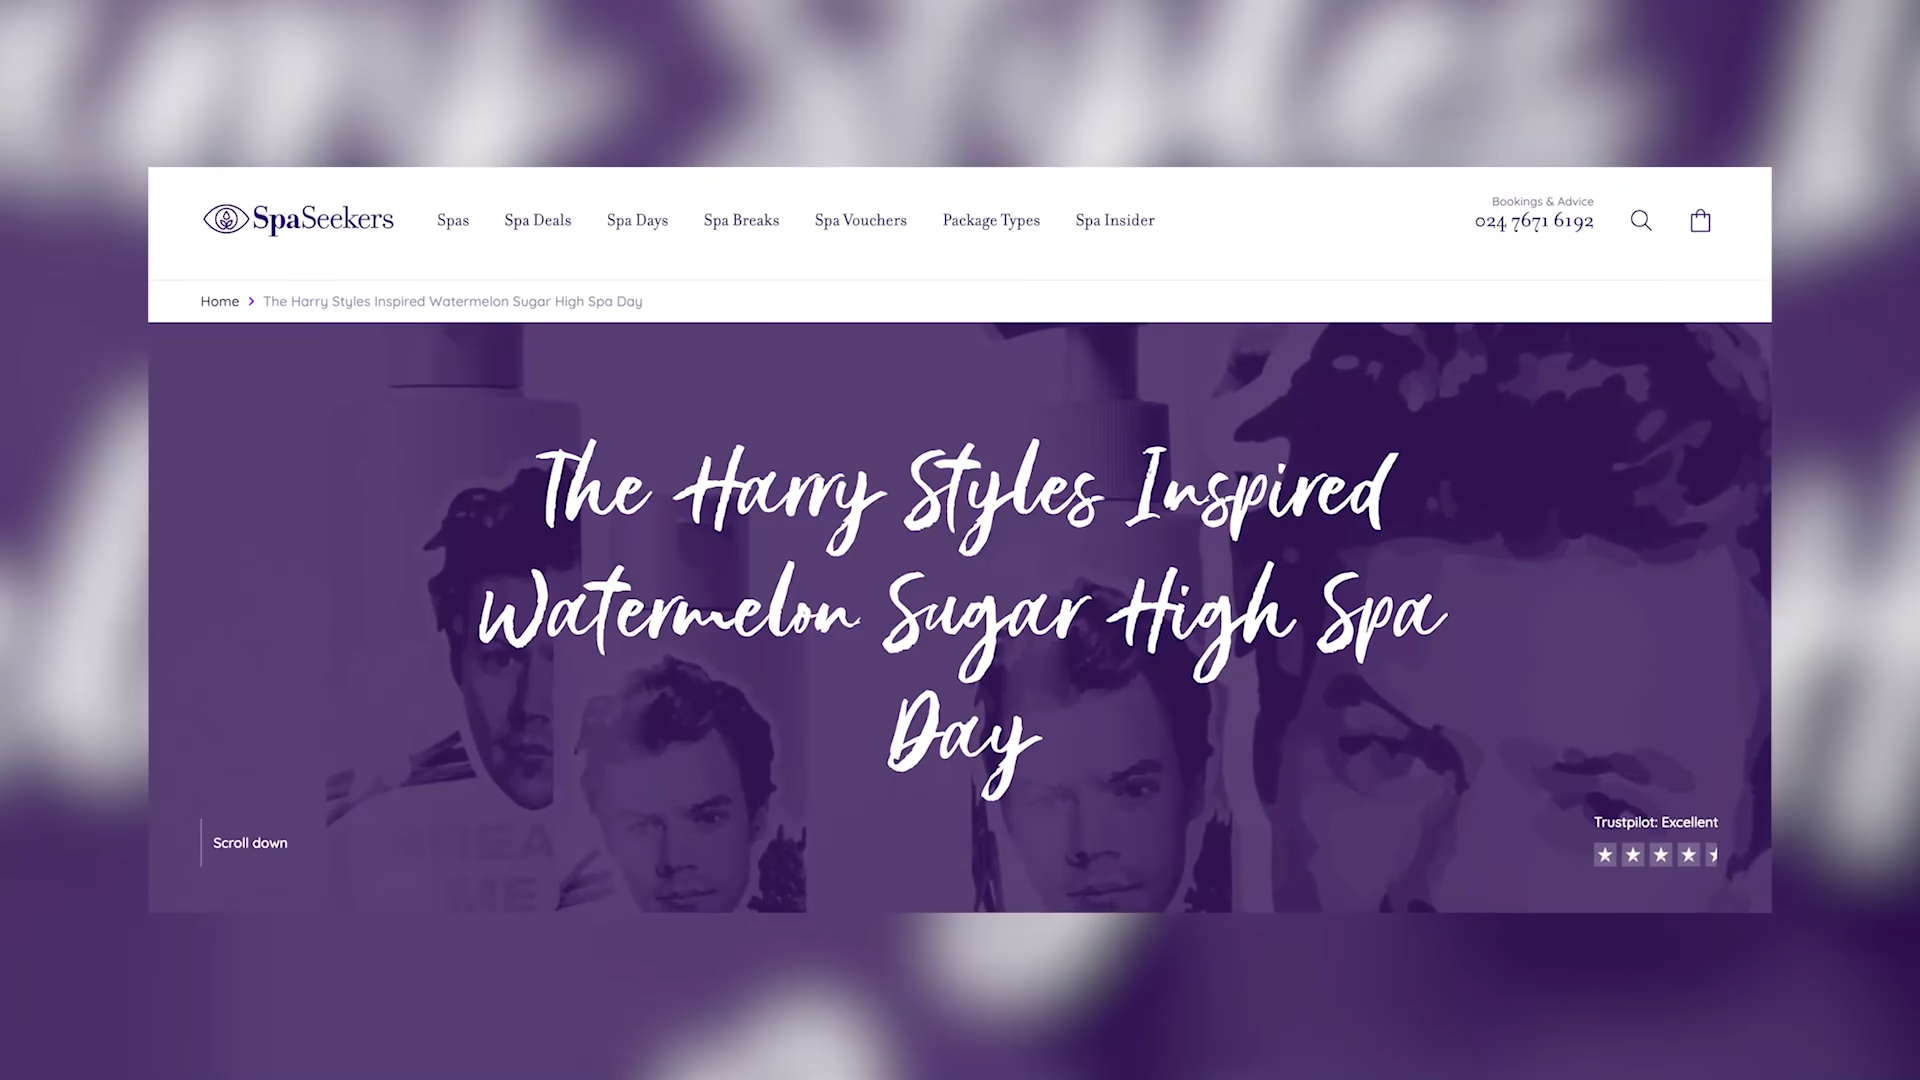 SpaSeekers
Spas
Spa Deals
Spa Days
Spa Breaks
Spa Vouchers
Package Types
Spa Insider
Bookings & Advice
024 7671 6192
Home > The Harry Styles Inspired Watermelon Sugar High Spa Day
The Harry Styles Inspired
Watermelon Sugar High Spa
Day
Scroll down
Trustpilot: Excellent